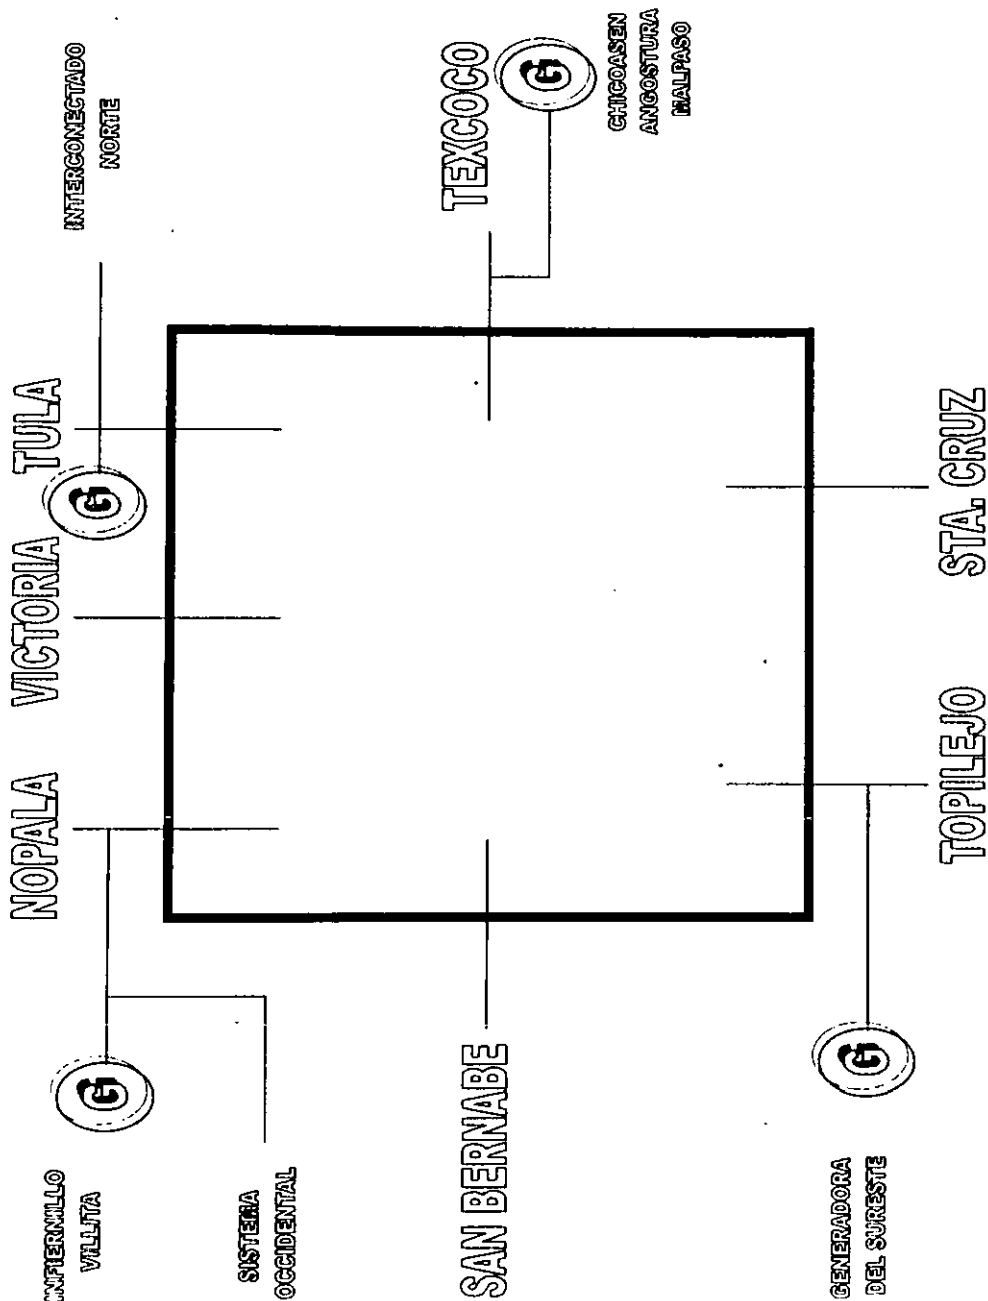 NOPALA
VICTORIA
TULA
INFIERNILLO
VILLITA
G
G
INTERCONECTADO
NORTE
SISTEMA
OCCIDENTAL
SAN BERNABE
TEXCOCO
G
CHICOASEN
ANGOSTURA
MALPASO
GENERADORA
DEL SURESTE
G
TOPILEJO
STA. CRUZ